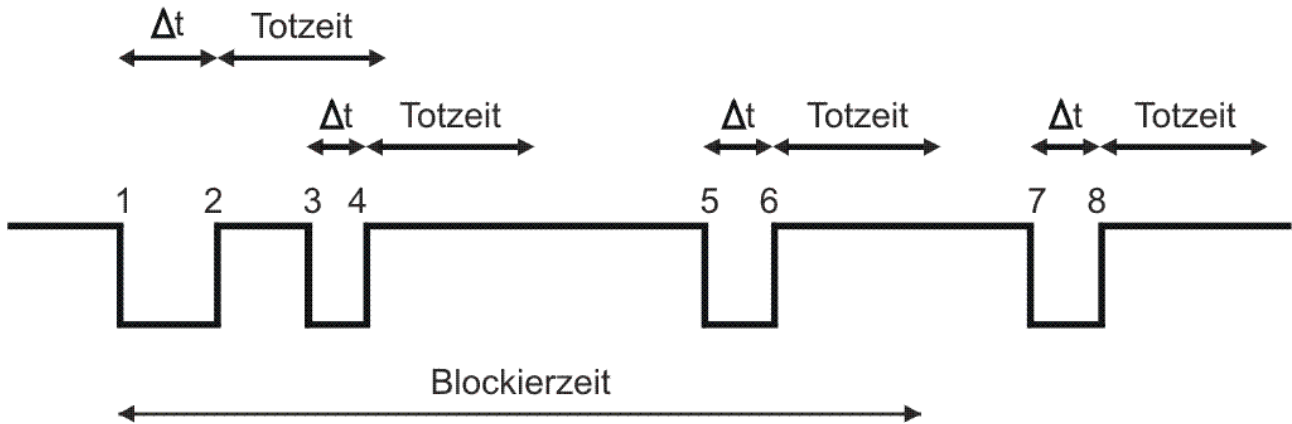 Δt Totzeit
Δt Totzeit Δt Totzeit Δt Totzeit
1 2 3 4 5 6 7 8
Blockierzeit